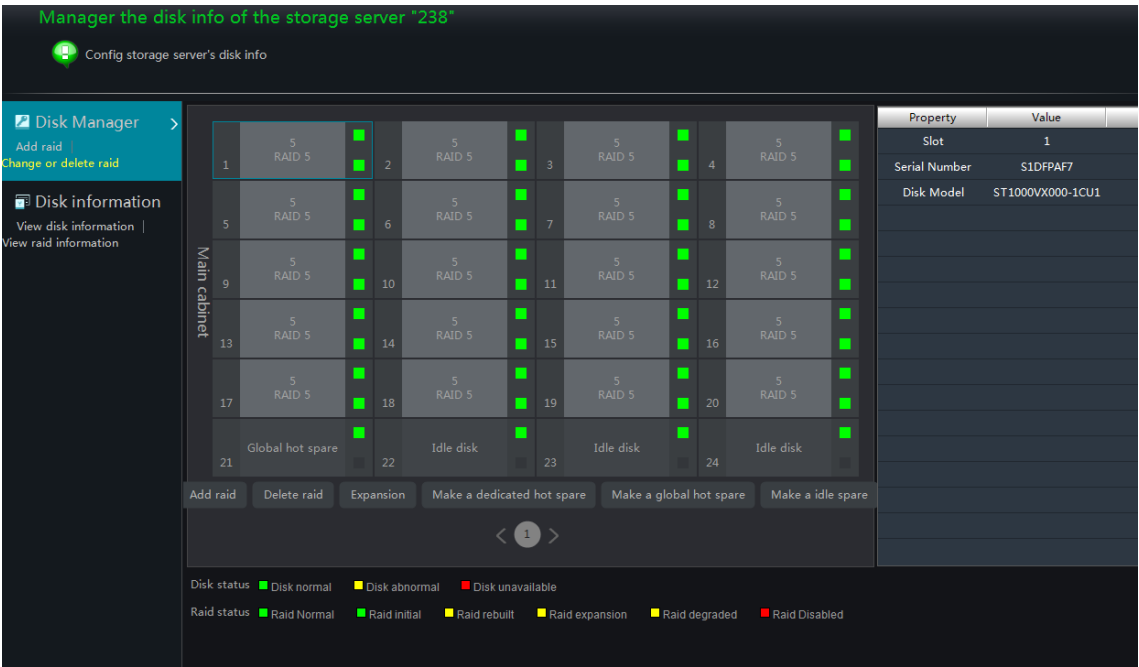 Manager the disk info of the storage server "238"
Config storage server's disk info
Disk Manager
Add raid
Change or delete raid
Disk information
View disk information
View raid information
Main cabinet
5 5 5 5
RAID 5 RAID 5 RAID 5 RAID 5
1 2 3 4
5 5 5 5
RAID 5 RAID 5 RAID 5 RAID 5
5 6 7 8
5 5 5 5
RAID 5 RAID 5 RAID 5 RAID 5
9 10 11 12
5 5 5 5
RAID 5 RAID 5 RAID 5 RAID 5
13 14 15 16
5 5 5 5
RAID 5 RAID 5 RAID 5 RAID 5
17 18 19 20
Global hot spare Idle disk Idle disk Idle disk
21 22 23 24
Add raid Delete raid Expansion Make a dedicated hot spare Make a global hot spare Make a idle spare
< 1 >
Property Value
Slot 1
Serial Number S1DFPAF7
Disk Model ST1000VX000-1CU1
Disk status Disk normal Disk abnormal Disk unavailable
Raid status Raid Normal Raid initial Raid rebuilt Raid expansion Raid degraded Raid Disabled